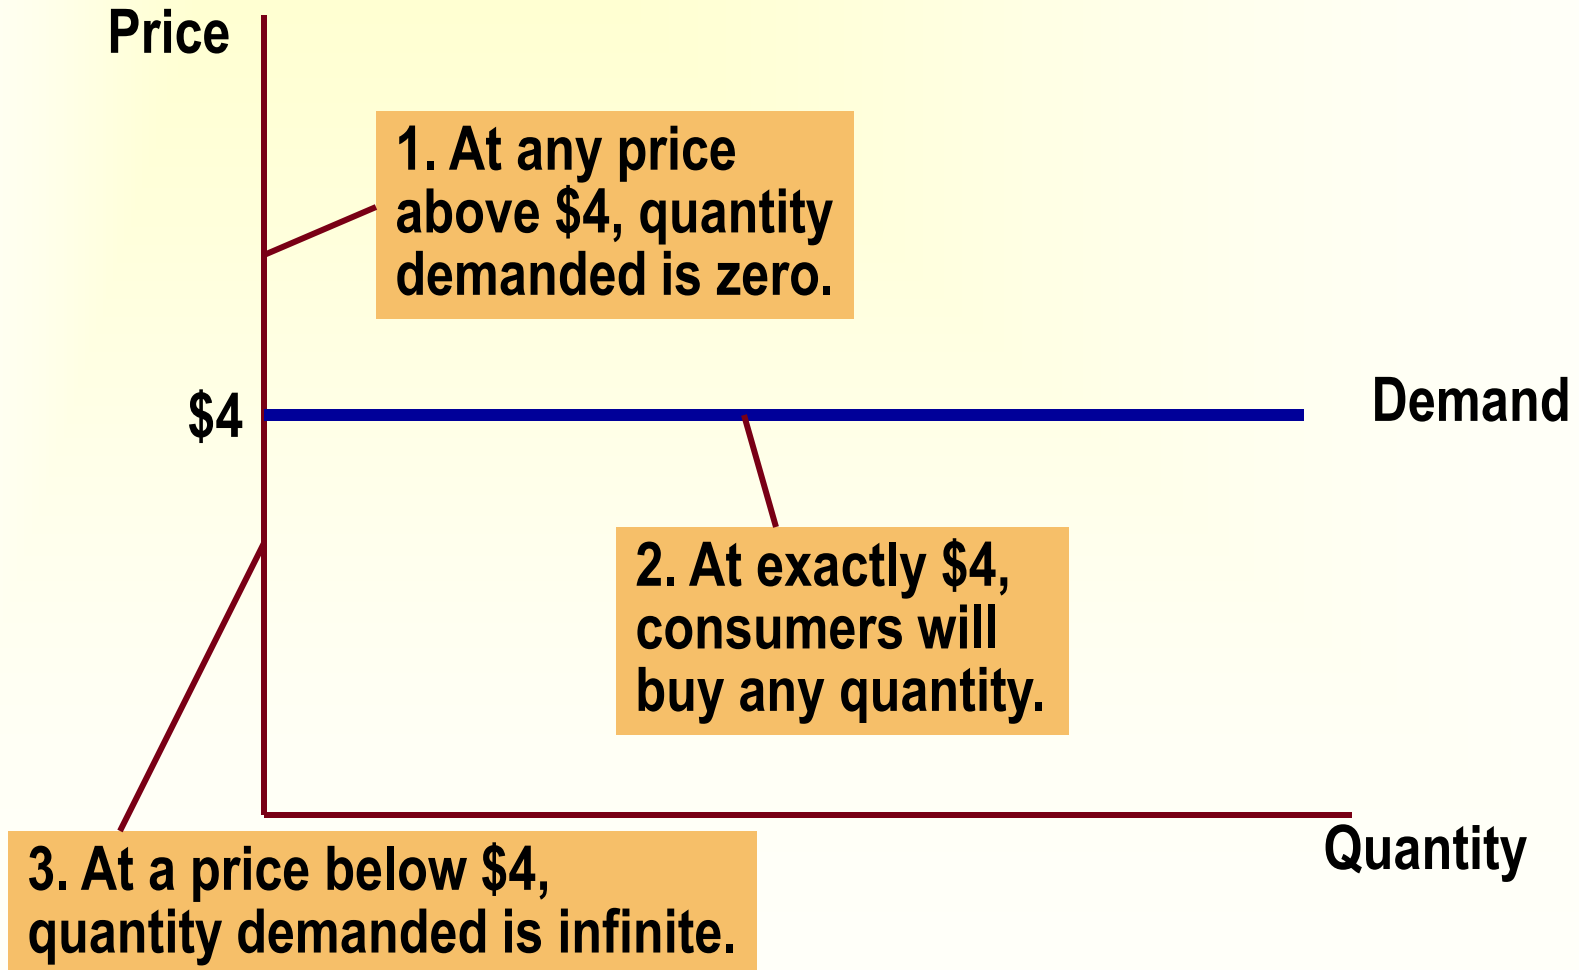 Price
1. At any price
above $4, quantity
demanded is zero.
$4
Demand
2. At exactly $4,
consumers will
buy any quantity.
Quantity
3. At a price below $4,
quantity demanded is infinite.